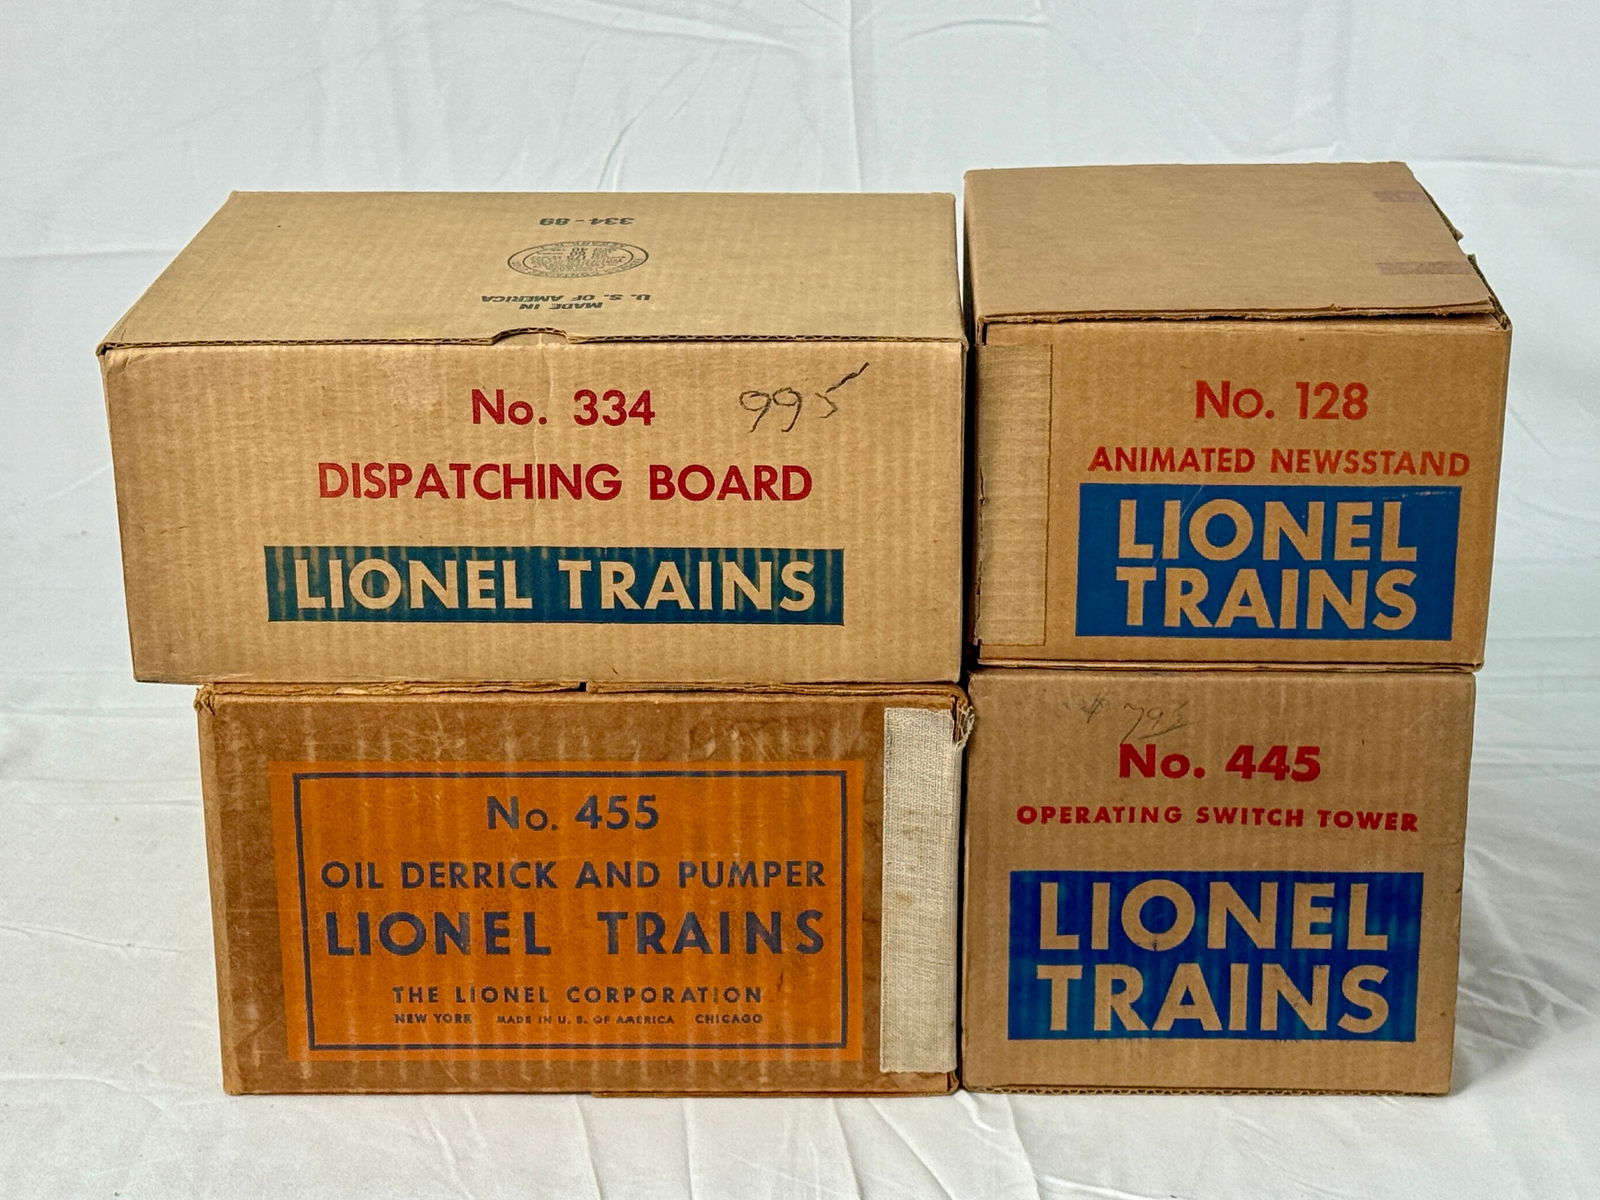 334-89
MADE IN
U. S. OF AMERICA
No. 334
995
DISPATCHING BOARD
LIONEL TRAINS
No. 128
ANIMATED NEWSSTAND
LIONEL
TRAINS
No. 455
OIL DERRICK AND PUMPER
LIONEL TRAINS
THE LIONEL CORPORATION
NEW YORK MADE IN U. S. OF AMERICA CHICAGO
No. 445
OPERATING SWITCH TOWER
LIONEL
TRAINS